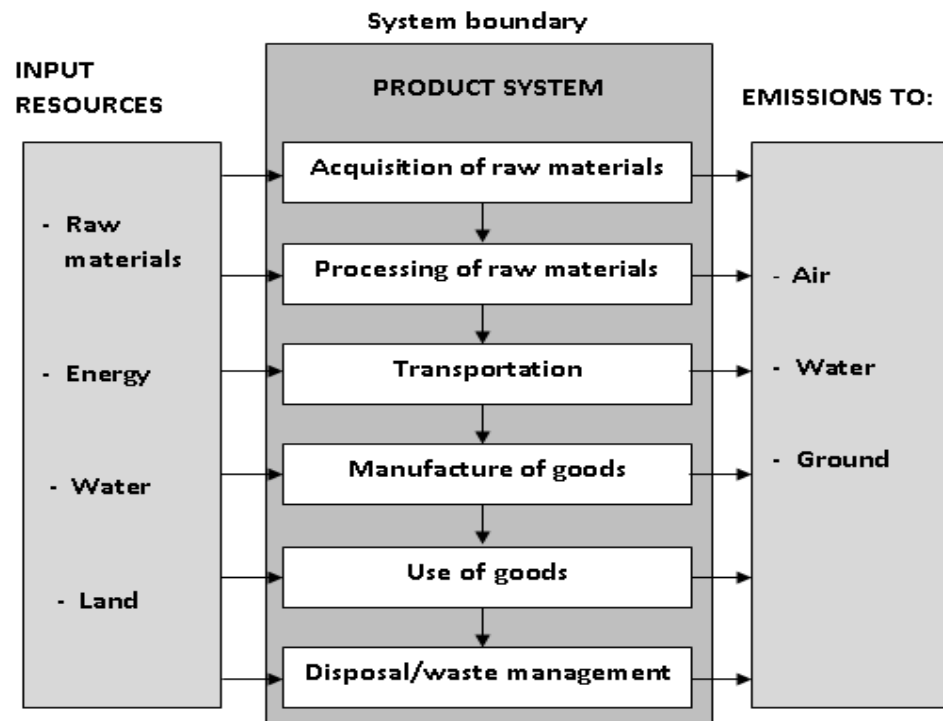 System boundary
INPUT
RESOURCES
PRODUCT SYSTEM
EMISSIONS TO:
- Raw
materials
- Energy
- Water
- Land
Acquisition of raw materials
Processing of raw materials
Transportation
Manufacture of goods
Use of goods
Disposal/waste management
- Air
- Water
- Ground